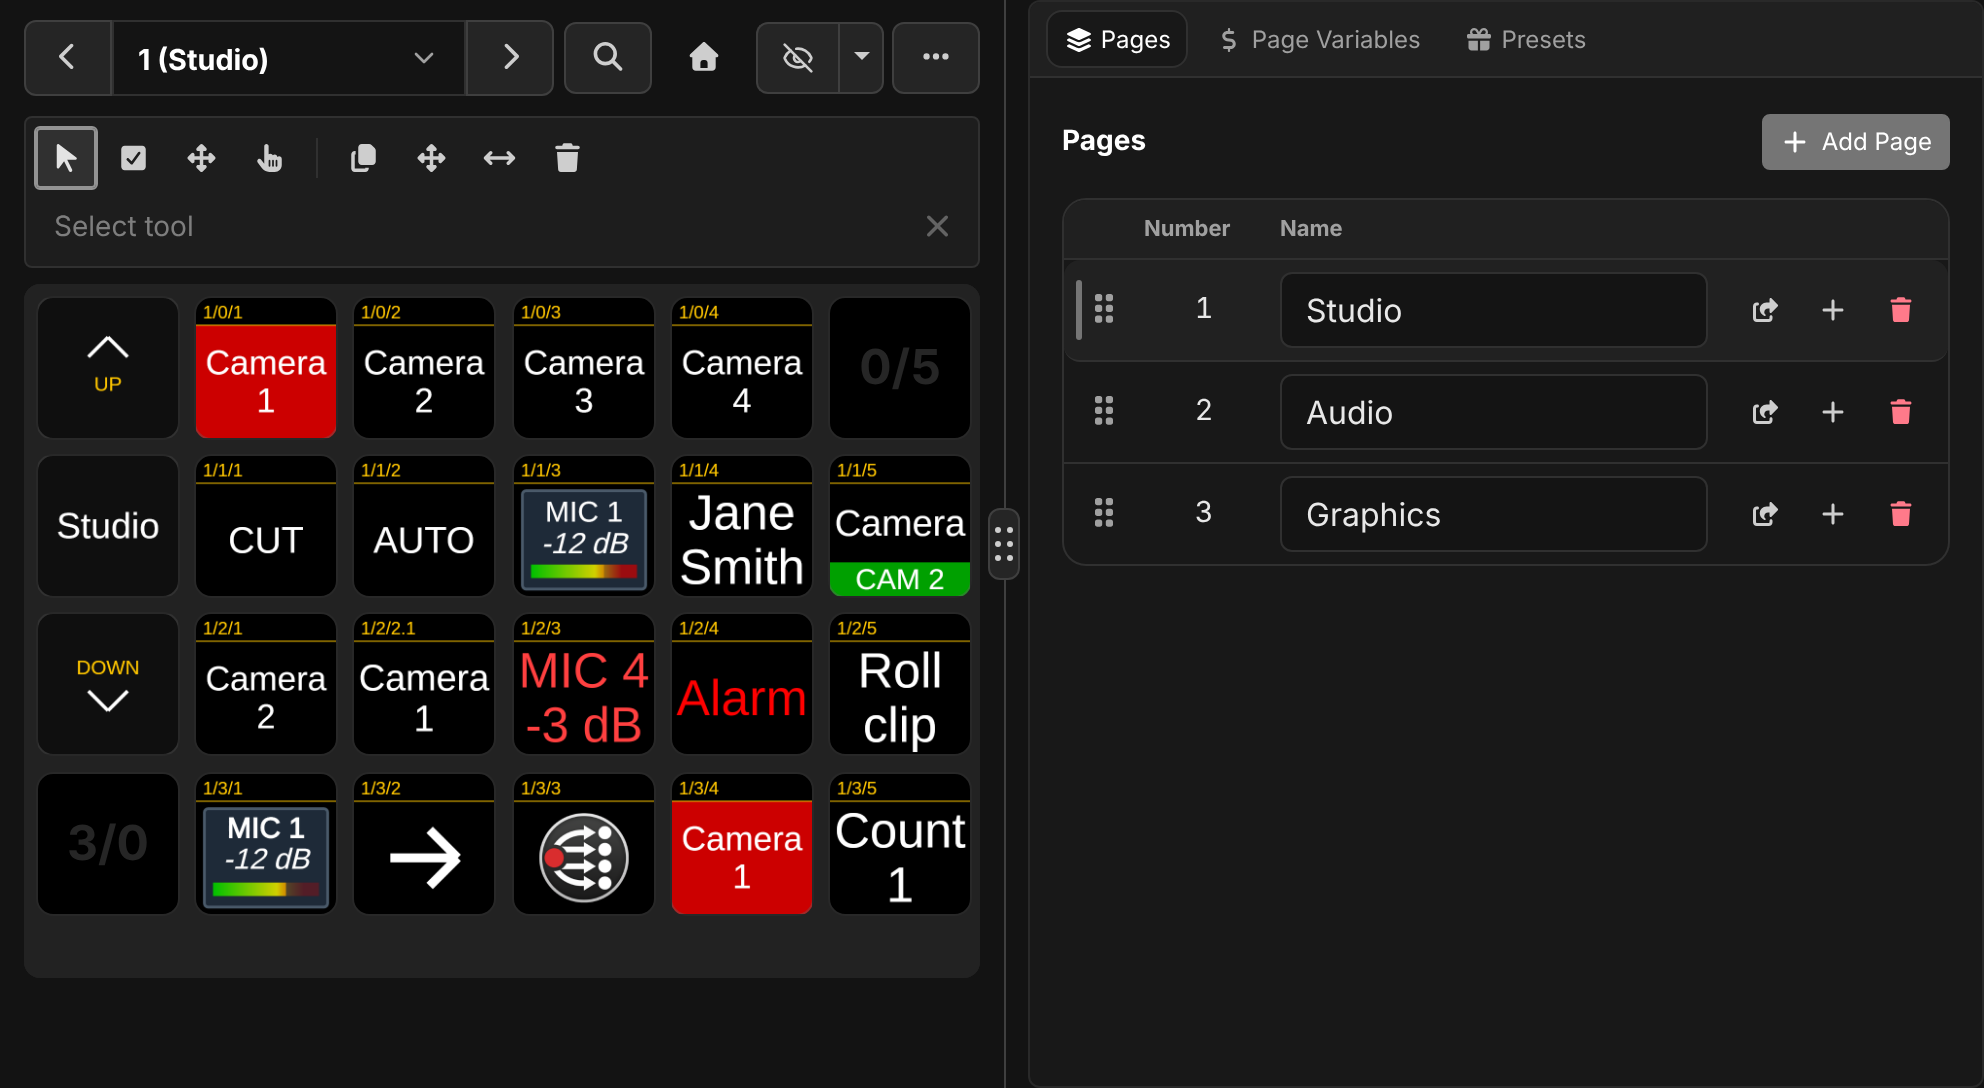 1 (Studio)
Select tool
UP
1/0/1
Camera
1
1/0/2
Camera
2
1/0/3
Camera
3
1/0/4
Camera
4
0/5
Studio
1/1/1
CUT
1/1/2
AUTO
1/1/3
MIC 1
-12 dB
1/1/4
Jane
Smith
1/1/5
Camera
CAM 2
DOWN
1/2/1
Camera
2
1/2/2.1
Camera
1
1/2/3
MIC 4
-3 dB
1/2/4
Alarm
1/2/5
Roll
clip
3/0
1/3/1
MIC 1
-12 dB
1/3/2
1/3/3
1/3/4
Camera
1
1/3/5
Count
1
Pages
$ Page Variables
Presets
Pages
+ Add Page
Number Name
1 Studio
2 Audio
3 Graphics